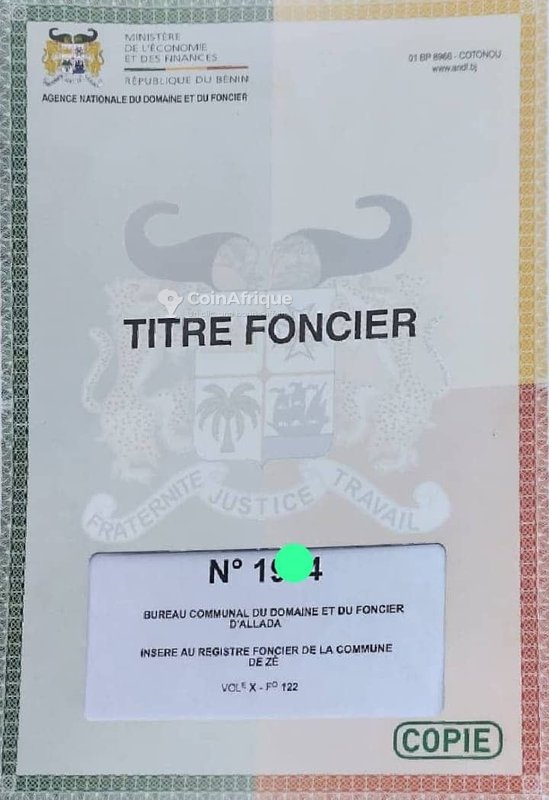 MINISTÈRE
DE L'ÉCONOMIE
ET DES FINANCES
RÉPUBLIQUE DU BÉNIN
AGENCE NATIONALE DU DOMAINE ET DU FONCIER
01 BP 8966 - COTONOU
www.andf.bj
CoinAfrique
TITRE FONCIER
FRATERNITÉ JUSTICE TRAVAIL
N° 19 4
BUREAU COMMUNAL DU DOMAINE ET DU FONCIER
D'ALLADA
INSERE AU REGISTRE FONCIER DE LA COMMUNE
DE ZÈ
VOLE X - FO 122
COPIE